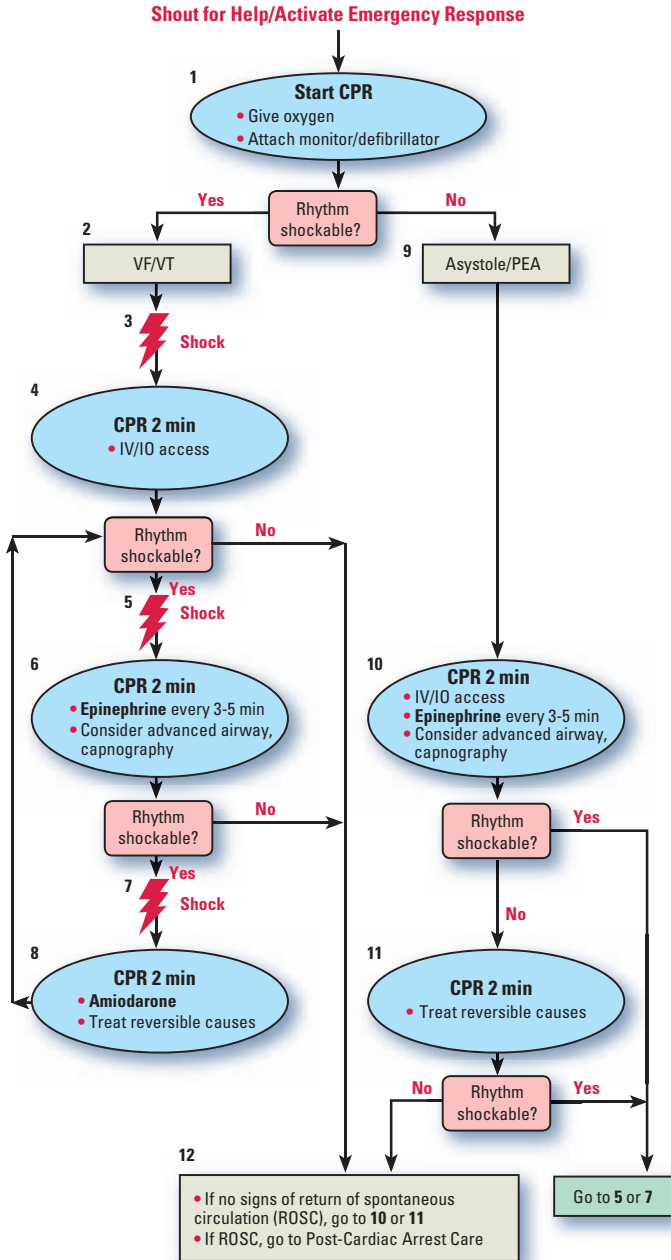 Shout for Help/Activate Emergency Response
1
Start CPR
• Give oxygen
• Attach monitor/defibrillator
Rhythm
shockable?
Yes
No
2
VF/VT
9
Asystole/PEA
3
Shock
4
CPR 2 min
• IV/IO access
Rhythm
shockable?
No
Yes
5
Shock
6
CPR 2 min
• Epinephrine every 3-5 min
• Consider advanced airway,
capnography
10
CPR 2 min
• IV/IO access
• Epinephrine every 3-5 min
• Consider advanced airway,
capnography
Rhythm
shockable?
No
Rhythm
shockable?
Yes
Yes
7
Shock
No
8
CPR 2 min
• Amiodarone
• Treat reversible causes
11
CPR 2 min
• Treat reversible causes
No
Rhythm
shockable?
Yes
12
• If no signs of return of spontaneous
circulation (ROSC), go to 10 or 11
• If ROSC, go to Post-Cardiac Arrest Care
Go to 5 or 7